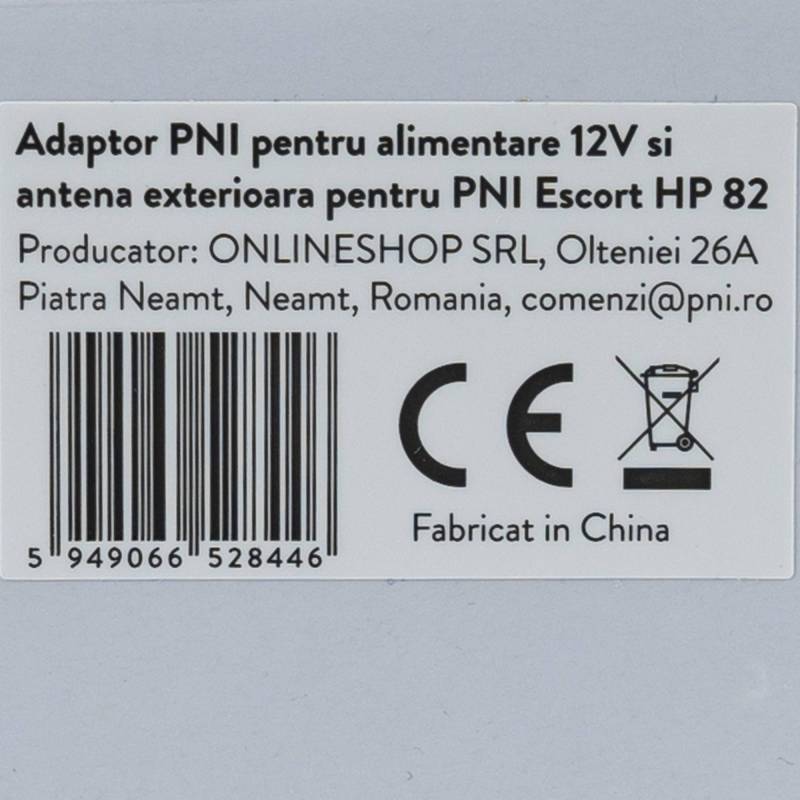 Adaptor PNI pentru alimentare 12V si
antena exterioara pentru PNI Escort HP 82
Producator: ONLINESHOP SRL, Olteniei 26A
Piatra Neamt, Neamt, Romania, comenzi@pni.ro
CE
Fabricat in China
5 949066 528446